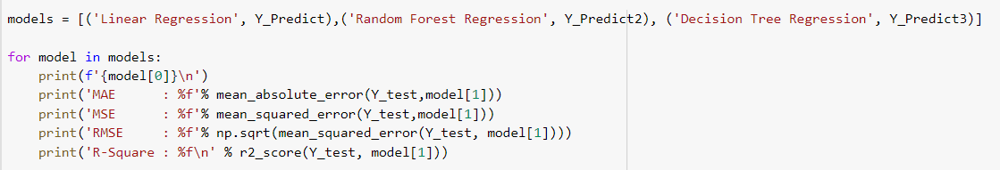 models = [('Linear Regression', Y_Predict),('Random Forest Regression', Y_Predict2), ('Decision Tree Regression', Y_Predict3)]
for model in models:
    print(f'{model[0]}\n')
    print('MAE      : %f'% mean_absolute_error(Y_test,model[1]))
    print('MSE      : %f'% mean_squared_error(Y_test,model[1]))
    print('RMSE     : %f'% np.sqrt(mean_squared_error(Y_test, model[1])))
    print('R-Square : %f\n' % r2_score(Y_test, model[1]))